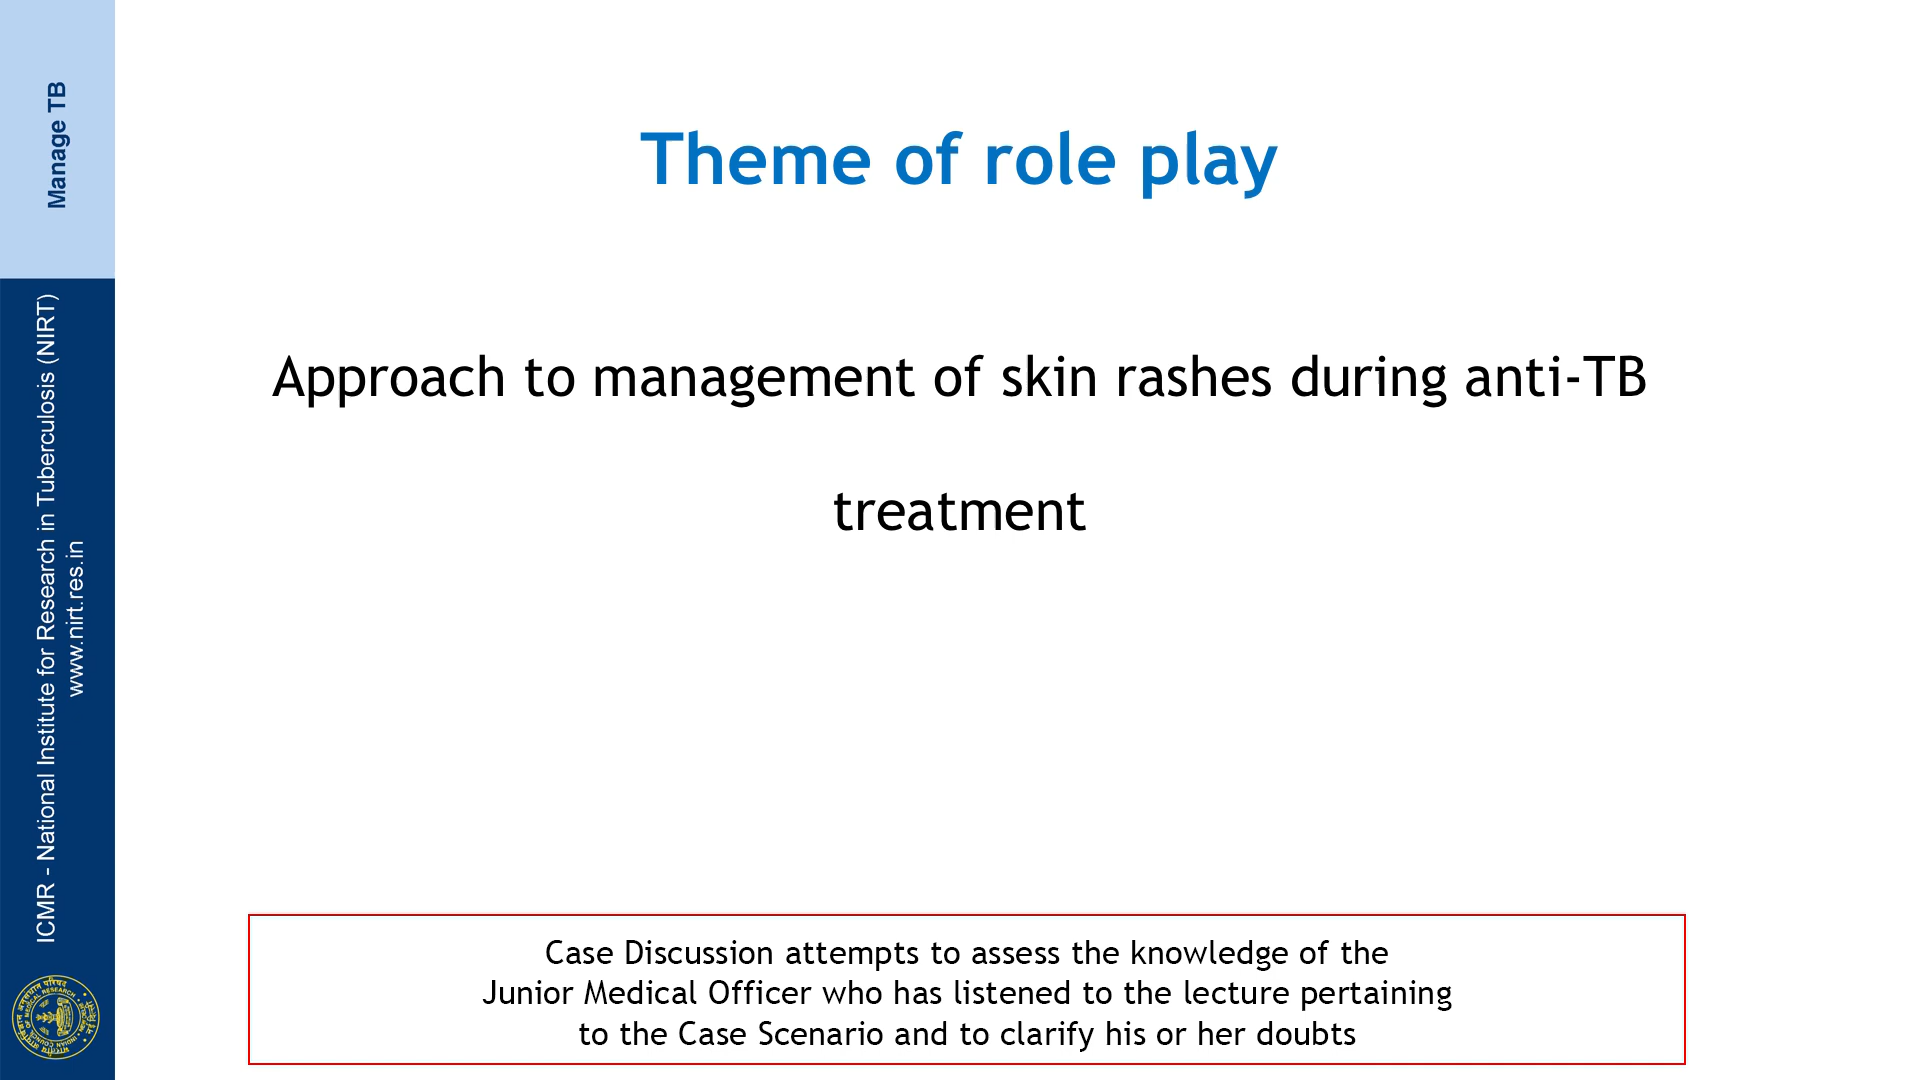 Manage TB
ICMR - National Institute for Research in Tuberculosis (NIRT)
www.nirt.res.in
Theme of role play
Approach to management of skin rashes during anti-TB
treatment
Case Discussion attempts to assess the knowledge of the
Junior Medical Officer who has listened to the lecture pertaining
to the Case Scenario and to clarify his or her doubts